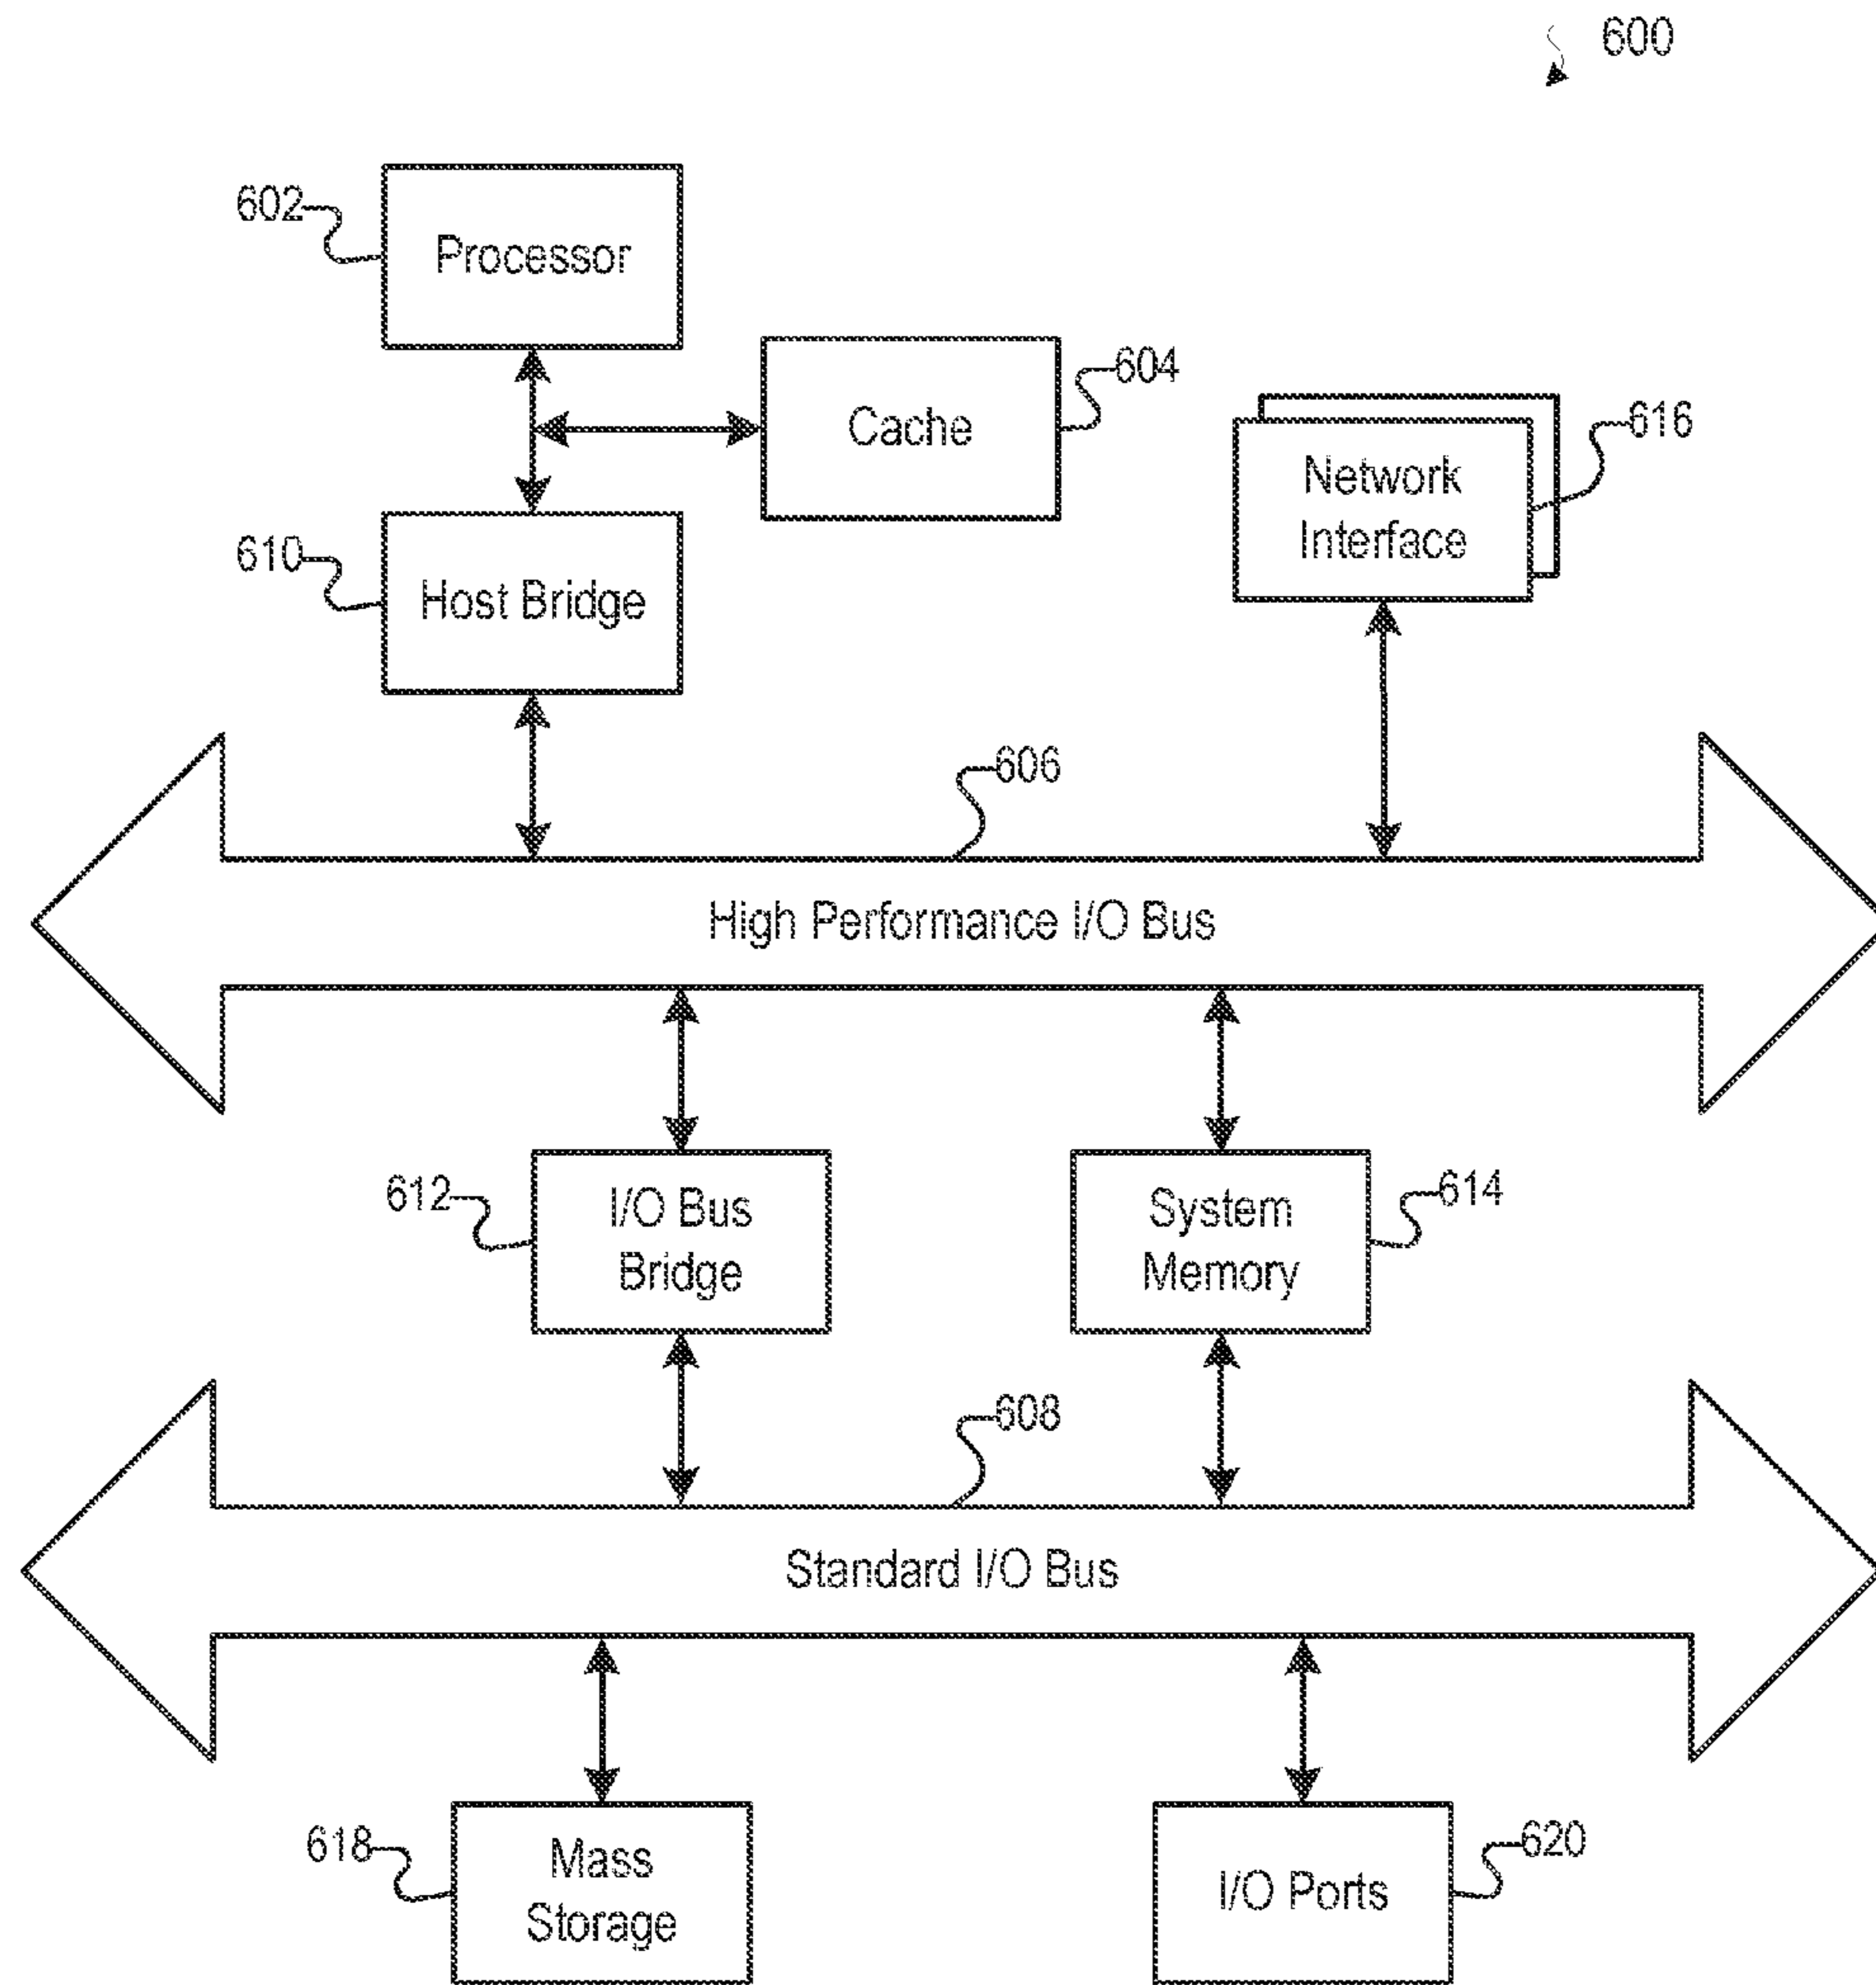 600
602
Processor
604
Cache
616
Network
Interface
610
Host Bridge
606
High Performance I/O Bus
612
I/O Bus
Bridge
System
Memory
614
608
Standard I/O Bus
618
Mass
Storage
I/O Ports
620